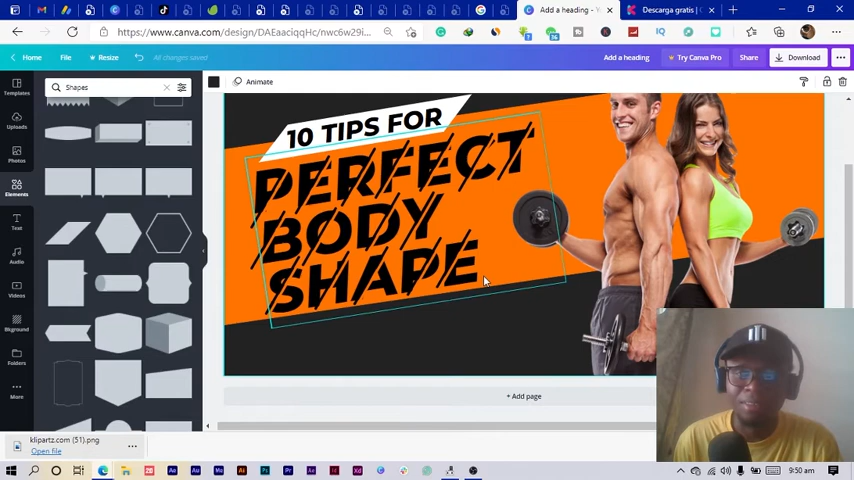 Add a heading - Yo
Descarga gratis |
https://www.canva.com/design/DAEaciqqHc/nwc6w29i...
Home
File
Resize
All changes saved
Add a heading
Try Canva Pro
Share
Download
Templates
Shapes
Animate
Uploads
Photos
Elements
Text
Audio
Videos
Bkground
Folders
More
10 TIPS FOR
PERFECT
BODY
SHAPE
+ Add page
klipartz.com (51).png
Open file
9:50 am